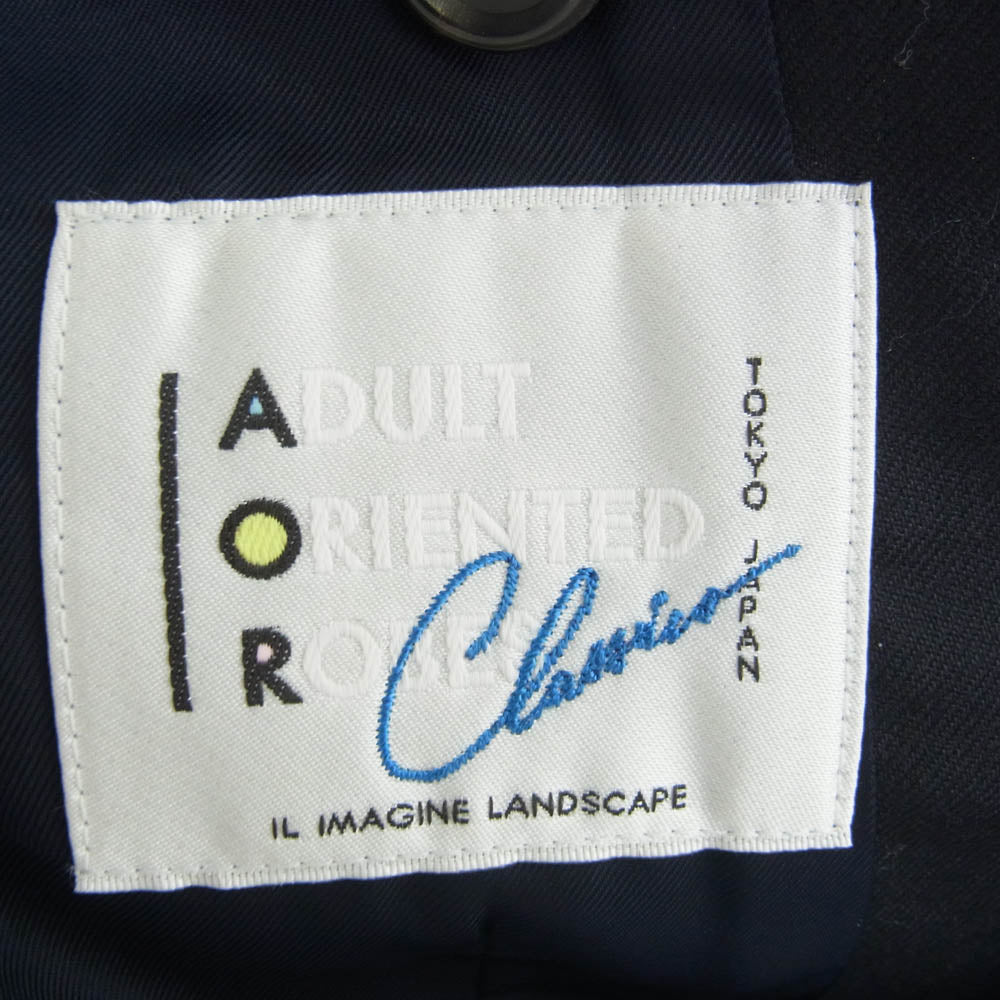 ADULT
ORIENTED
ROBES
Classico
TOKYO JAPAN
IL IMAGINE LANDSCAPE